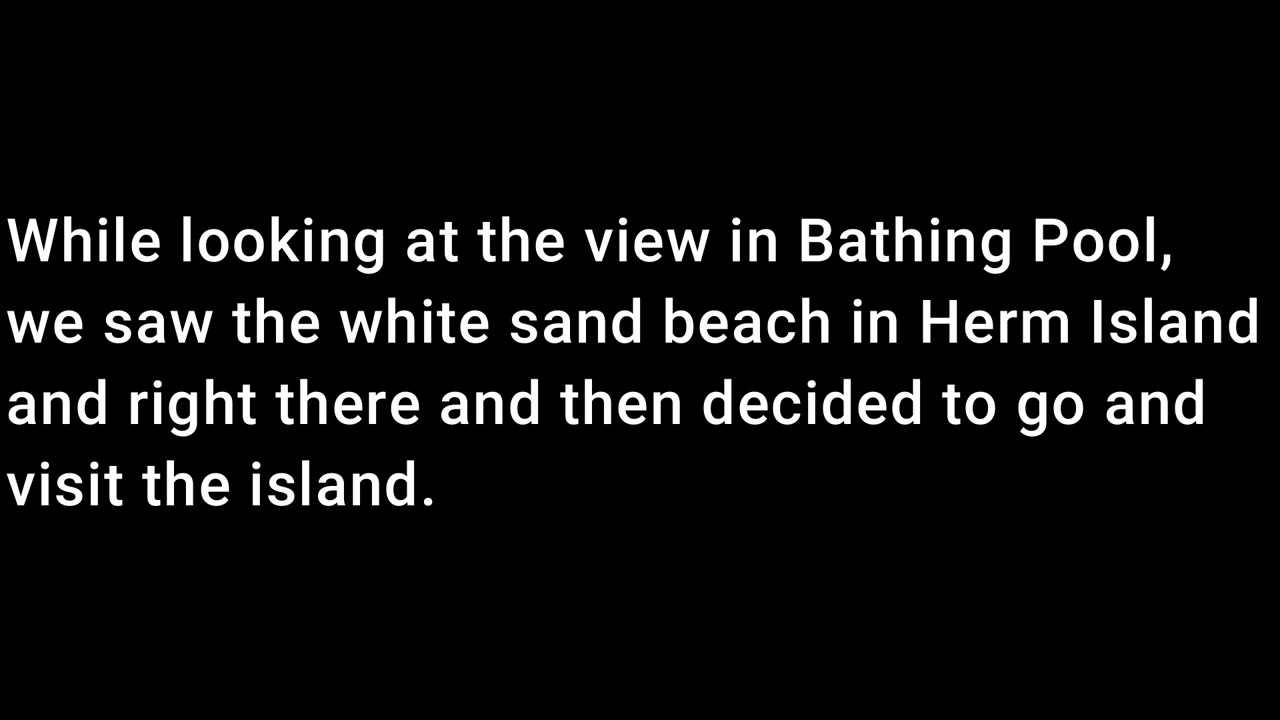 While looking at the view in Bathing Pool,
we saw the white sand beach in Herm Island
and right there and then decided to go and
visit the island.